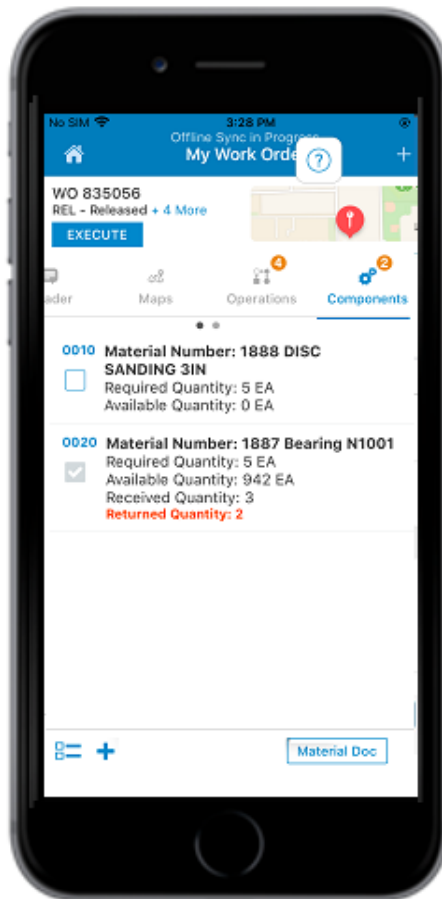 No SIM 3:28 PM
Offline Sync in Progress
My Work Orde
?
+
WO 835056
REL - Released + 4 More
EXECUTE
4
2
ader Maps Operations Components
0010 Material Number: 1888 DISC
SANDING 3IN
Required Quantity: 5 EA
Available Quantity: 0 EA
0020 Material Number: 1887 Bearing N1001
Required Quantity: 5 EA
Available Quantity: 942 EA
Received Quantity: 3
Returned Quantity: 2
+
Material Doc